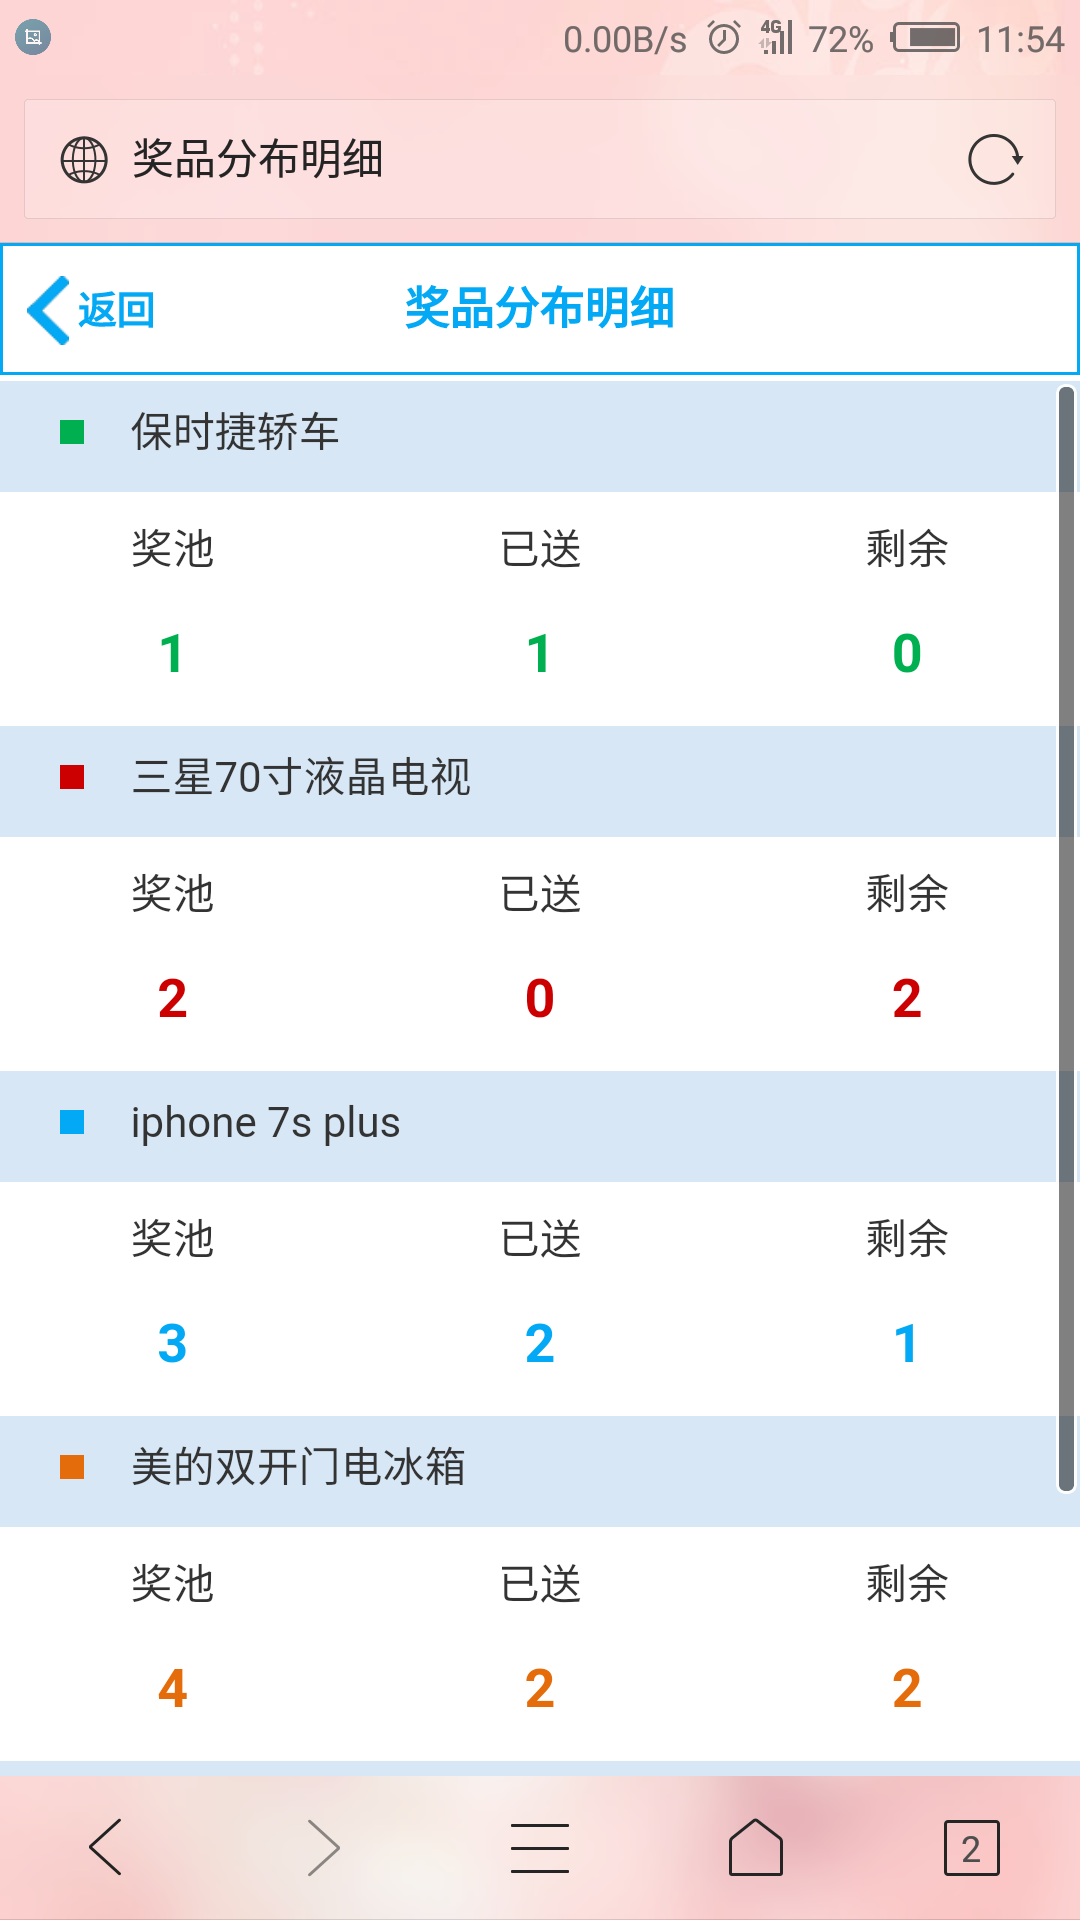 0.00B/s 4G 72% 11:54
奖品分布明细
返回 奖品分布明细
保时捷轿车
奖池 已送 剩余
1 1 0
三星70寸液晶电视
奖池 已送 剩余
2 0 2
iphone 7s plus
奖池 已送 剩余
3 2 1
美的双开门电冰箱
奖池 已送 剩余
4 2 2
2